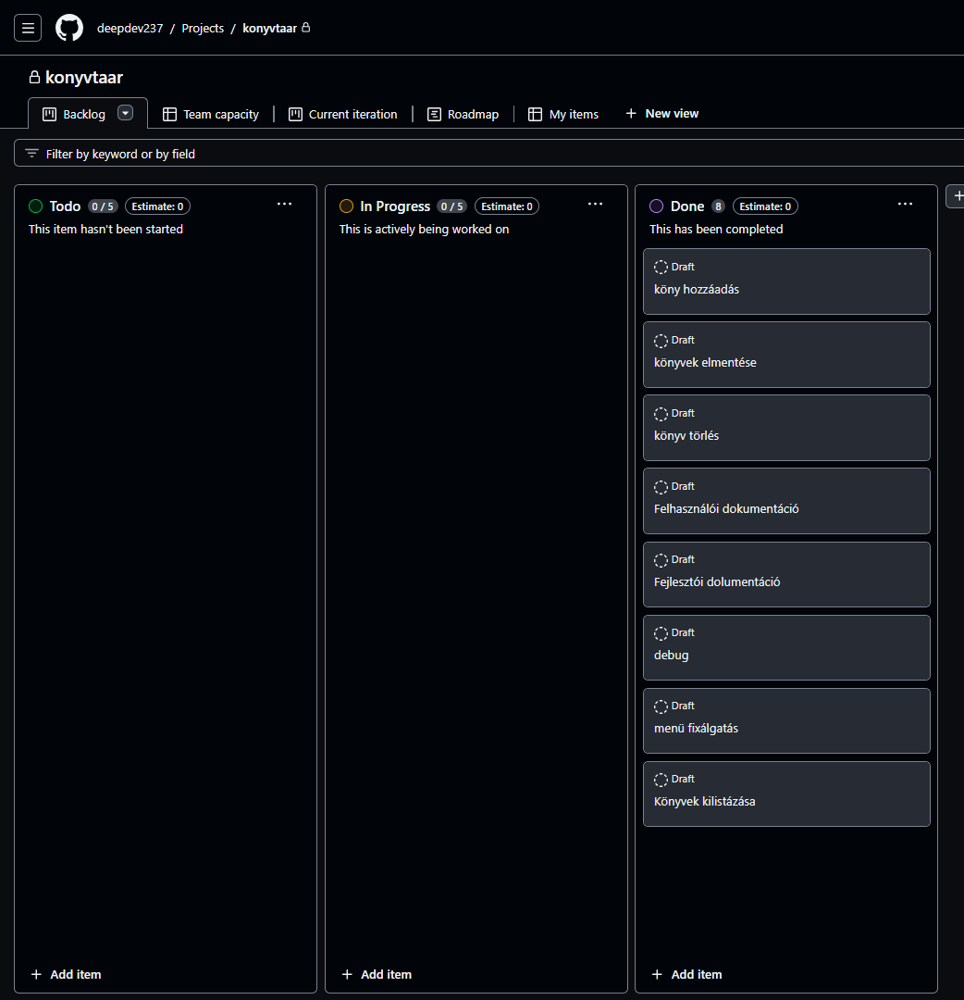 deepdev237 / Projects / konyvtaar
konyvtaar
Backlog Team capacity Current iteration Roadmap My items + New view
Filter by keyword or by field
Todo 0 / 5 Estimate: 0 ...
This item hasn't been started
+ Add item
In Progress 0 / 5 Estimate: 0 ...
This is actively being worked on
+ Add item
Done 8 Estimate: 0 ...
This has been completed
Draft
köny hozzáadás
Draft
könyvek elmentése
Draft
könyv törlés
Draft
Felhasználói dokumentáció
Draft
Fejlesztói dolumentáció
Draft
debug
Draft
menü fixálgatás
Draft
Könyvek kilistázása
+ Add item
+